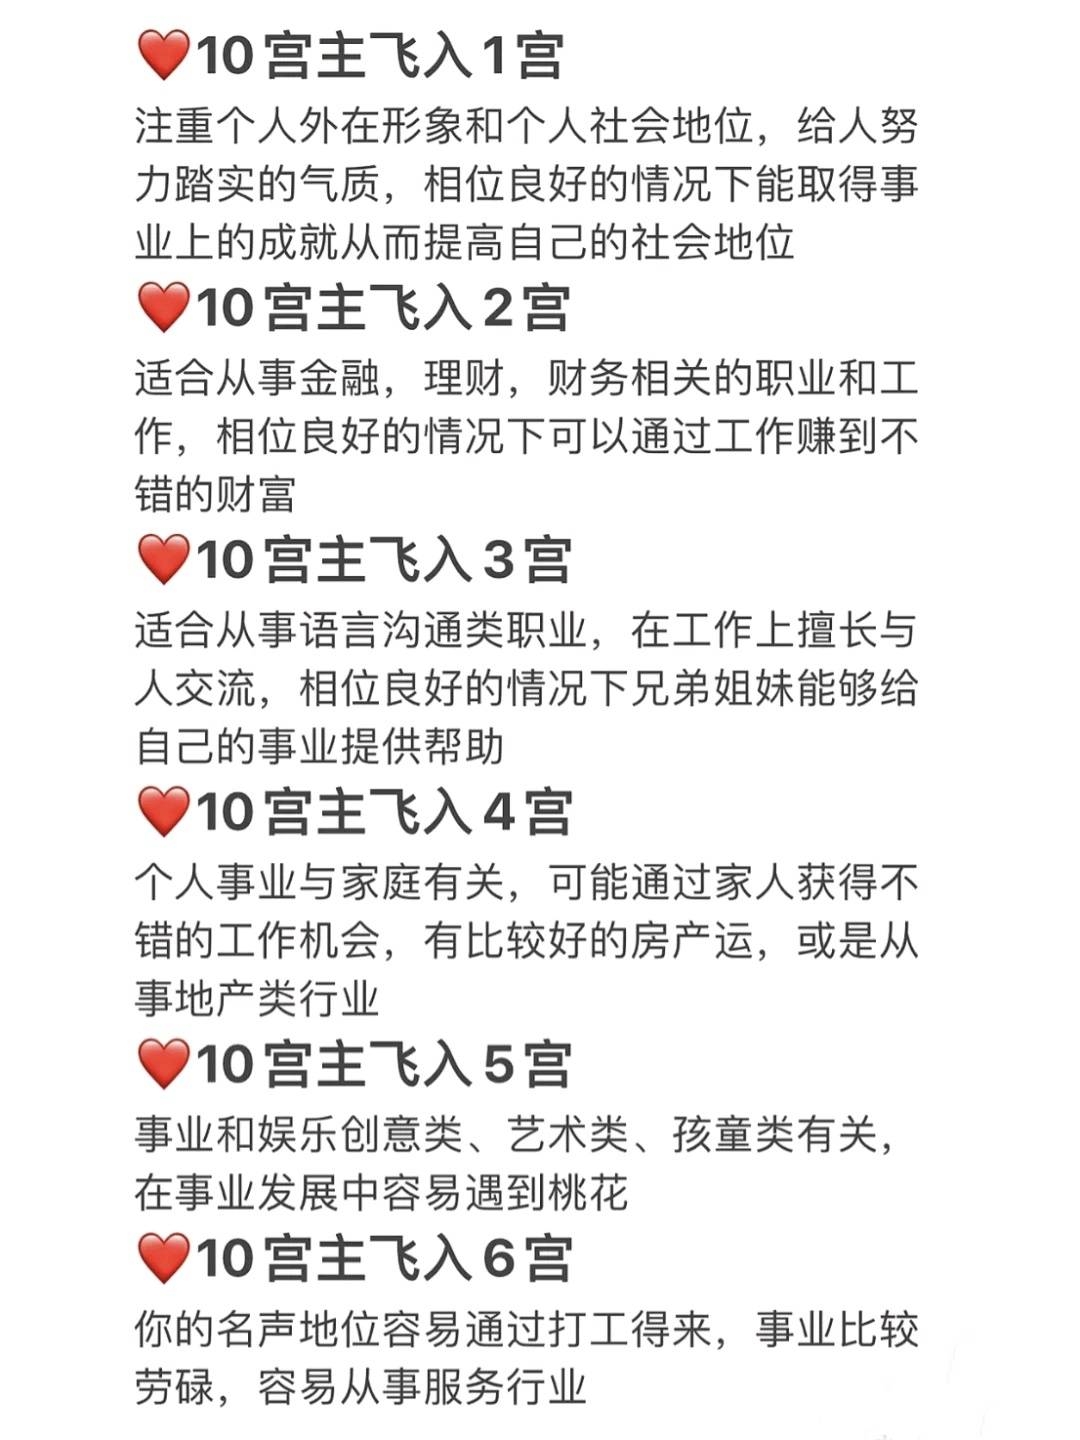 ❤️10宫主飞入1宫
注重个人外在形象和个人社会地位，给人努
力踏实的气质，相位良好的情况下能取得事
业上的成就从而提高自己的社会地位
❤️10宫主飞入2宫
适合从事金融，理财，财务相关的职业和工
作，相位良好的情况下可以通过工作赚到不
错的财富
❤️10宫主飞入3宫
适合从事语言沟通类职业，在工作上擅长与
人交流，相位良好的情况下兄弟姐妹能够给
自己的事业提供帮助
❤️10宫主飞入4宫
个人事业与家庭有关，可能通过家人获得不
错的工作机会，有比较好的房产运，或是从
事地产类行业
❤️10宫主飞入5宫
事业和娱乐创意类、艺术类、孩童类有关，
在事业发展中容易遇到桃花
❤️10宫主飞入6宫
你的名声地位容易通过打工得来，事业比较
劳碌，容易从事服务行业